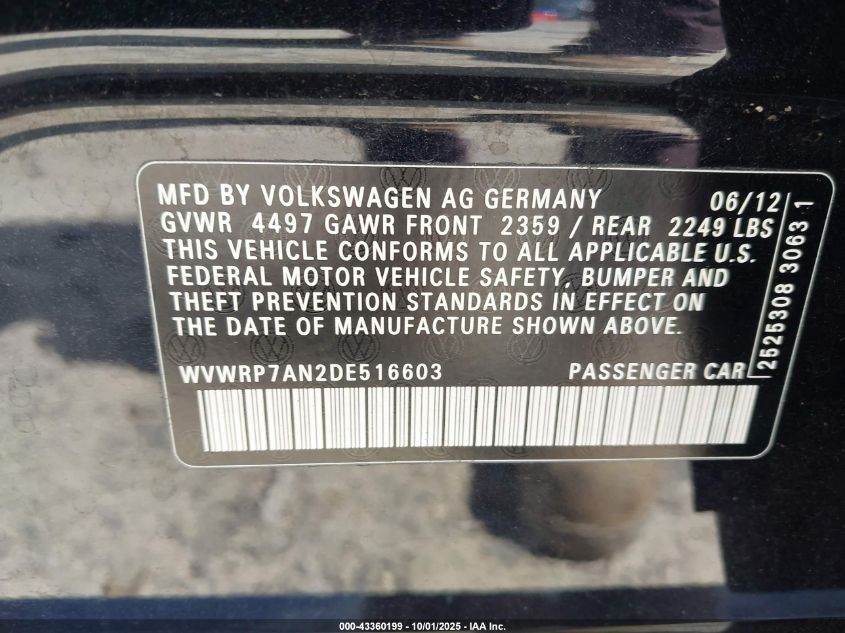 MFD BY VOLKSWAGEN AG GERMANY 06/12
GVWR 4497 GAWR FRONT 2359 / REAR 2249 LBS
THIS VEHICLE CONFORMS TO ALL APPLICABLE U.S.
FEDERAL MOTOR VEHICLE SAFETY, BUMPER AND
THEFT PREVENTION STANDARDS IN EFFECT ON
THE DATE OF MANUFACTURE SHOWN ABOVE.
WVWRP7AN2DE516603 PASSENGER CAR
2525308 3063 1
000-43360199 - 10/01/2025 - IAA Inc.